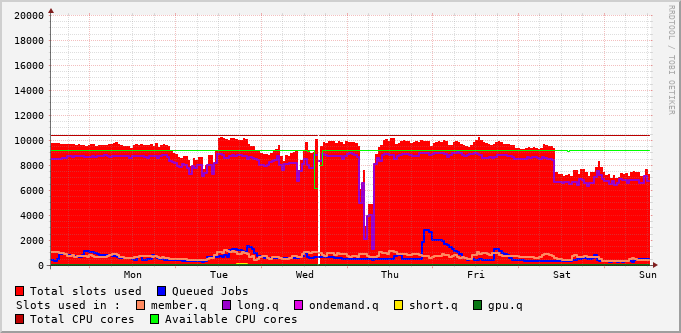 RRDTOOL / TOBI OETIKER
20000
18000
16000
14000
12000
10000
8000
6000
4000
2000
0
Mon Tue Wed Thu Fri Sat Sun
Total slots used Queued Jobs
Slots used in : member.q long.q ondemand.q short.q gpu.q
Total CPU cores Available CPU cores